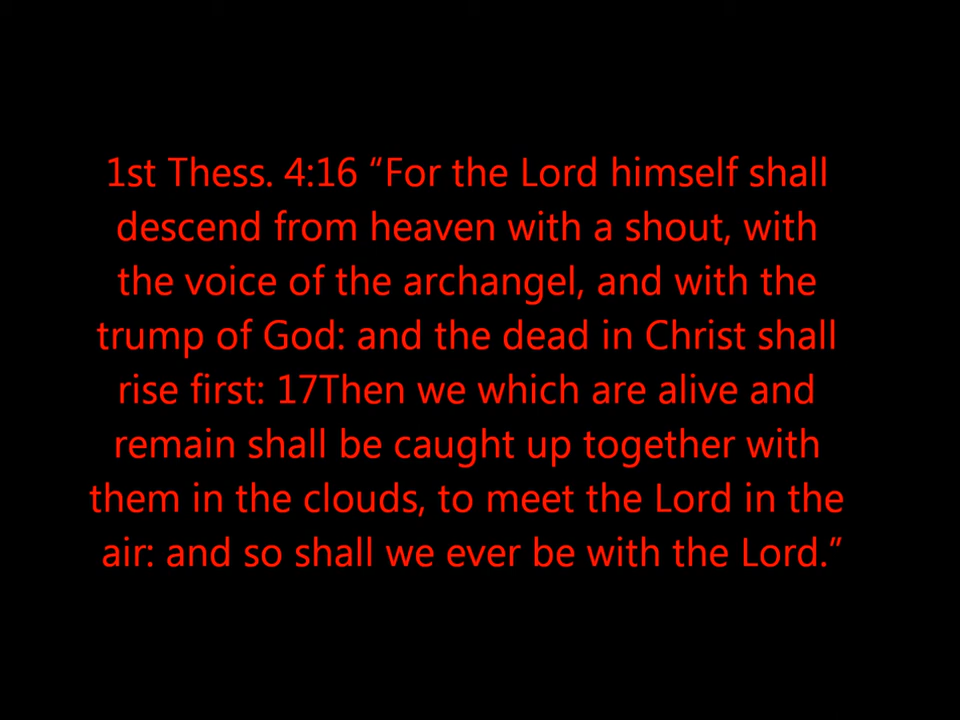 1st Thess. 4:16 “For the Lord himself shall
descend from heaven with a shout, with
the voice of the archangel, and with the
trump of God: and the dead in Christ shall
rise first: 17Then we which are alive and
remain shall be caught up together with
them in the clouds, to meet the Lord in the
air: and so shall we ever be with the Lord.”